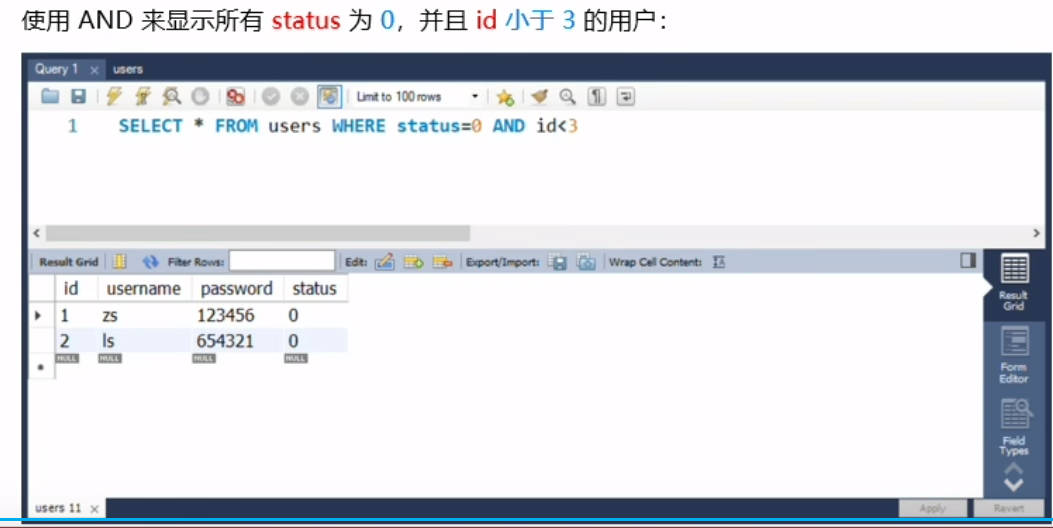 使用 AND 来显示所有 status 为 0，并且 id 小于 3 的用户：
Query 1 × users
Limit to 100 rows
1 SELECT * FROM users WHERE status=0 AND id<3
Result Grid Filter Rows: Edit: Export/Import: Wrap Cell Content:
id username password status
1 zs 123456 0
2 ls 654321 0
NULL NULL NULL NULL
Result
Grid
Form
Editor
Field
Types
users 11 × Apply Revert